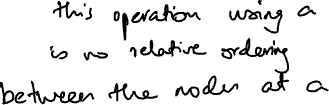 this operation using a
is no relative ordering
between the nodes at a